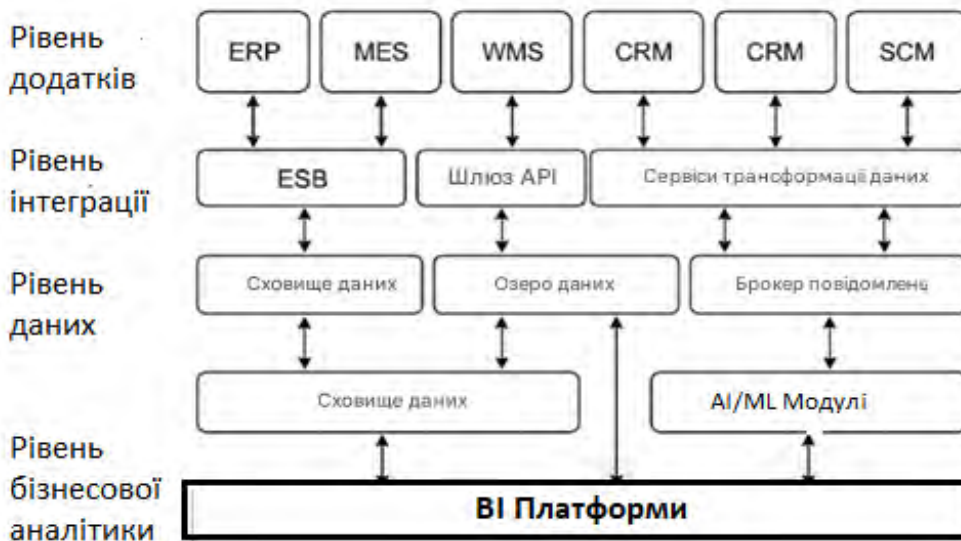 Рівень
додатків
ERP
MES
WMS
CRM
CRM
SCM
Рівень
інтеграції
ESB
Шлюз API
Сервіси трансформації даних
Рівень
даних
Сховище даних
Озеро даних
Брокер повідомлень
Сховище даних
AI/ML Модулі
Рівень
бізнесової
аналітики
BI Платформи